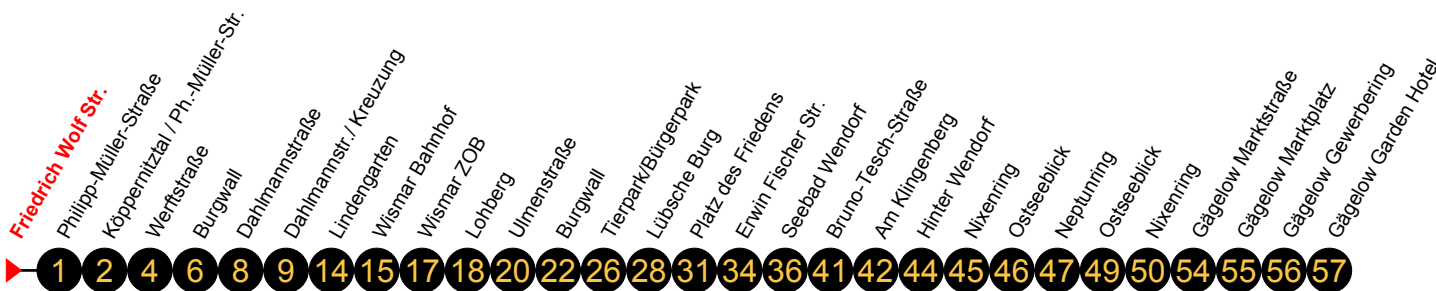 Friedrich Wolf Str.
Philipp-Müller-Straße
Köppernitztal / Ph.-Müller-Str.
Werftstraße
Burgwall
Dahlmannstraße
Dahlmannstr./ Kreuzung
Lindengarten
Wismar Bahnhof
Wismar ZOB
Lohberg
Ulmenstraße
Burgwall
Tierpark/Bürgerpark
Lübsche Burg
Platz des Friedens
Erwin Fischer Str.
Seebad Wendorf
Bruno-Tesch-Straße
Am Klingenberg
Hinter Wendorf
Nixenring
Ostseeblick
Neptunring
Ostseeblick
Nixenring
Gägelow Marktstraße
Gägelow Marktplatz
Gägelow Gewerbering
Gägelow Garden Hotel
1 2 4 6 8 9 14 15 17 18 20 22 26 28 31 34 36 41 42 44 45 46 47 49 50 54 55 56 57